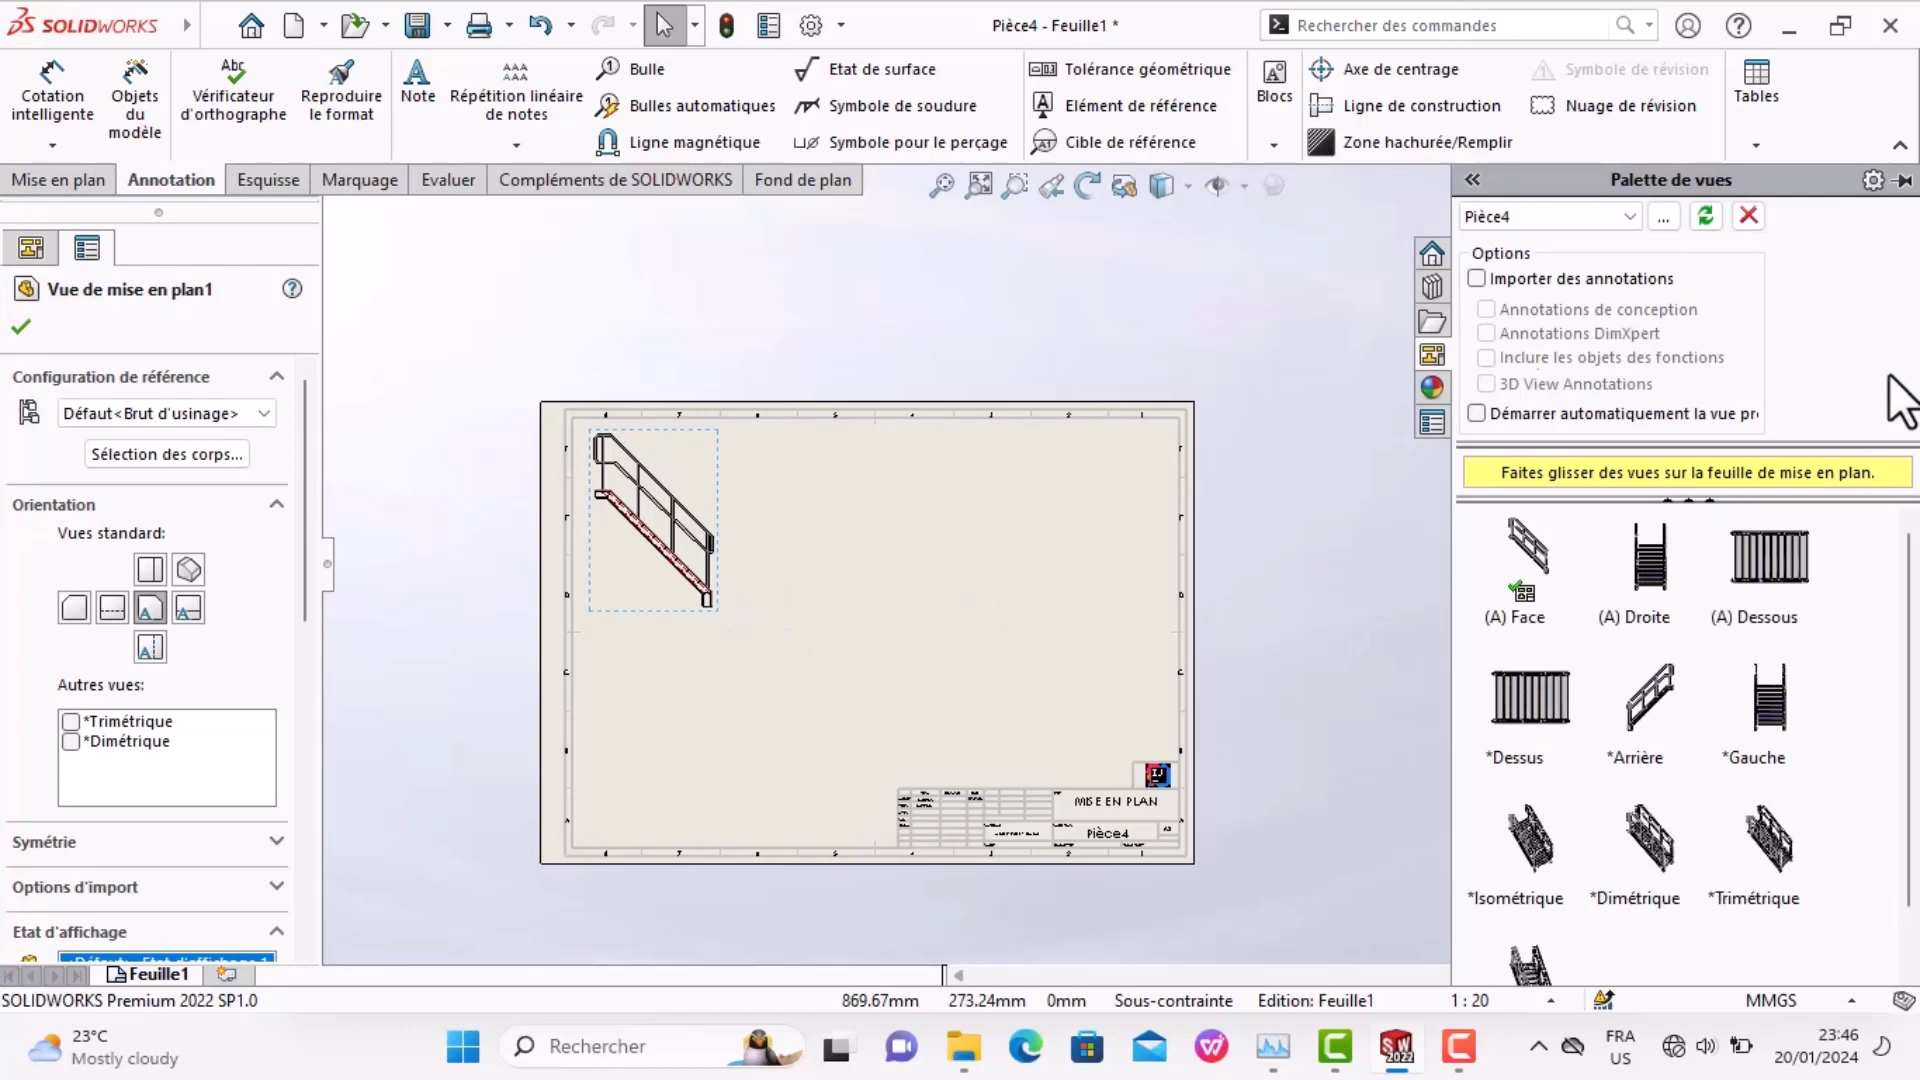 SOLIDWORKS
Pièce4 - Feuille1 *
Rechercher des commandes
Cotation intelligente
Objets du modèle
Abc
Vérificateur d'orthographe
Reproduire le format
Note
Répétition linéaire de notes
Bulle
Bulles automatiques
Ligne magnétique
Etat de surface
Symbole de soudure
Symbole pour le perçage
Tolérance géométrique
Elément de référence
Cible de référence
Blocs
Axe de centrage
Ligne de construction
Zone hachurée/Remplir
Symbole de révision
Nuage de révision
Tables
Mise en plan
Annotation
Esquisse
Marquage
Evaluer
Compléments de SOLIDWORKS
Fond de plan
Vue de mise en plan1
Configuration de référence
Défaut<Brut d'usinage>
Sélection des corps...
Orientation
Vues standard:
Autres vues:
*Trimétrique
*Dimétrique
Symétrie
Options d'import
Etat d'affichage
MISE EN PLAN
Pièce4
Palette de vues
Pièce4
...
Options
Importer des annotations
Annotations de conception
Annotations DimXpert
Inclure les objets des fonctions
3D View Annotations
Démarrer automatiquement la vue pr
Faites glisser des vues sur la feuille de mise en plan.
(A) Face
(A) Droite
(A) Dessous
*Dessus
*Arrière
*Gauche
*Isométrique
*Dimétrique
*Trimétrique
Feuille1
SOLIDWORKS Premium 2022 SP1.0
869.67mm
273.24mm
0mm
Sous-contrainte
Edition: Feuille1
1 : 20
MMGS
23°C
Mostly cloudy
Rechercher
FRA
US
23:46
20/01/2024